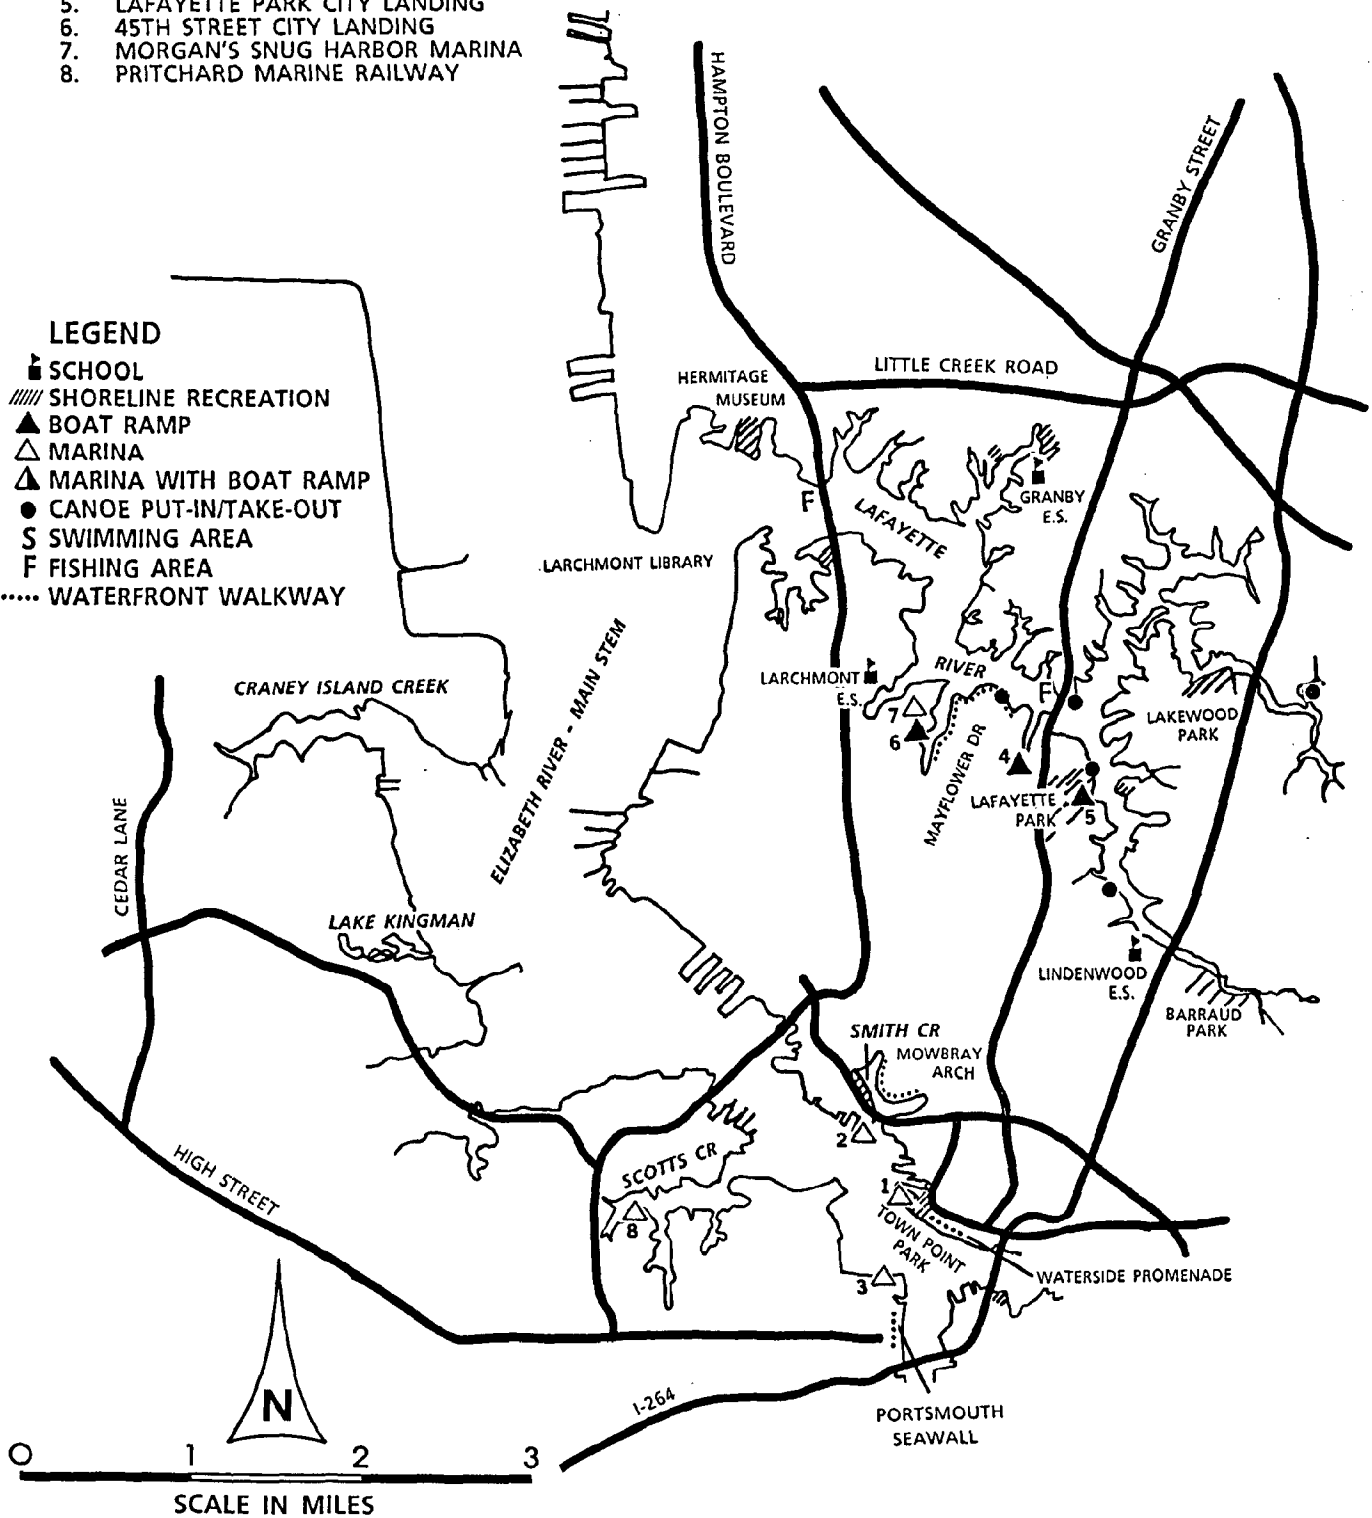 5. LAFAYETTE PARK CITY LANDING
6. 45TH STREET CITY LANDING
7. MORGAN'S SNUG HARBOR MARINA
8. PRITCHARD MARINE RAILWAY
HAMPTON BOULEVARD
GRANBY STREET
LEGEND
SCHOOL
SHORELINE RECREATION
BOAT RAMP
MARINA
MARINA WITH BOAT RAMP
CANOE PUT-IN/TAKE-OUT
S SWIMMING AREA
F FISHING AREA
WATERFRONT WALKWAY
LITTLE CREEK ROAD
HERMITAGE
MUSEUM
F
LAFAYETTE
GRANBY
E.S.
LARCHMONT LIBRARY
ELIZABETH RIVER - MAIN STEM
CRANEY ISLAND CREEK
RIVER
LARCHMONT
E.S.
F
7
6
4
MAYFLOWER DR
LAFAYETTE
PARK
5
LAKEWOOD
PARK
CEDAR LANE
LAKE KINGMAN
LINDENWOOD
E.S.
BARRAUD
PARK
SMITH CR
MOWBRAY
ARCH
2
SCOTTS CR
HIGH STREET
1
8
TOWN POINT
PARK
3
WATERSIDE PROMENADE
I-264
PORTSMOUTH
SEAWALL
N
0 1 2 3
SCALE IN MILES